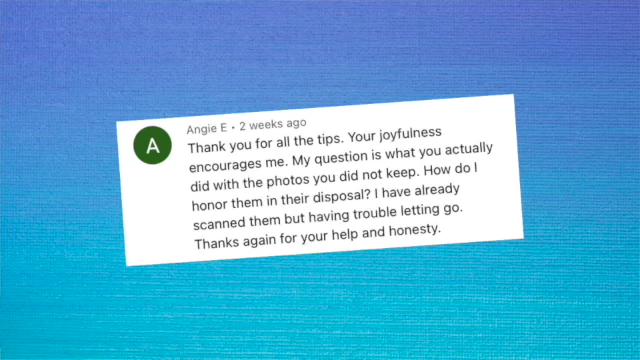 Angie E • 2 weeks ago
A
Thank you for all the tips. Your joyfulness
encourages me. My question is what you actually
did with the photos you did not keep. How do I
honor them in their disposal? I have already
scanned them but having trouble letting go.
Thanks again for your help and honesty.